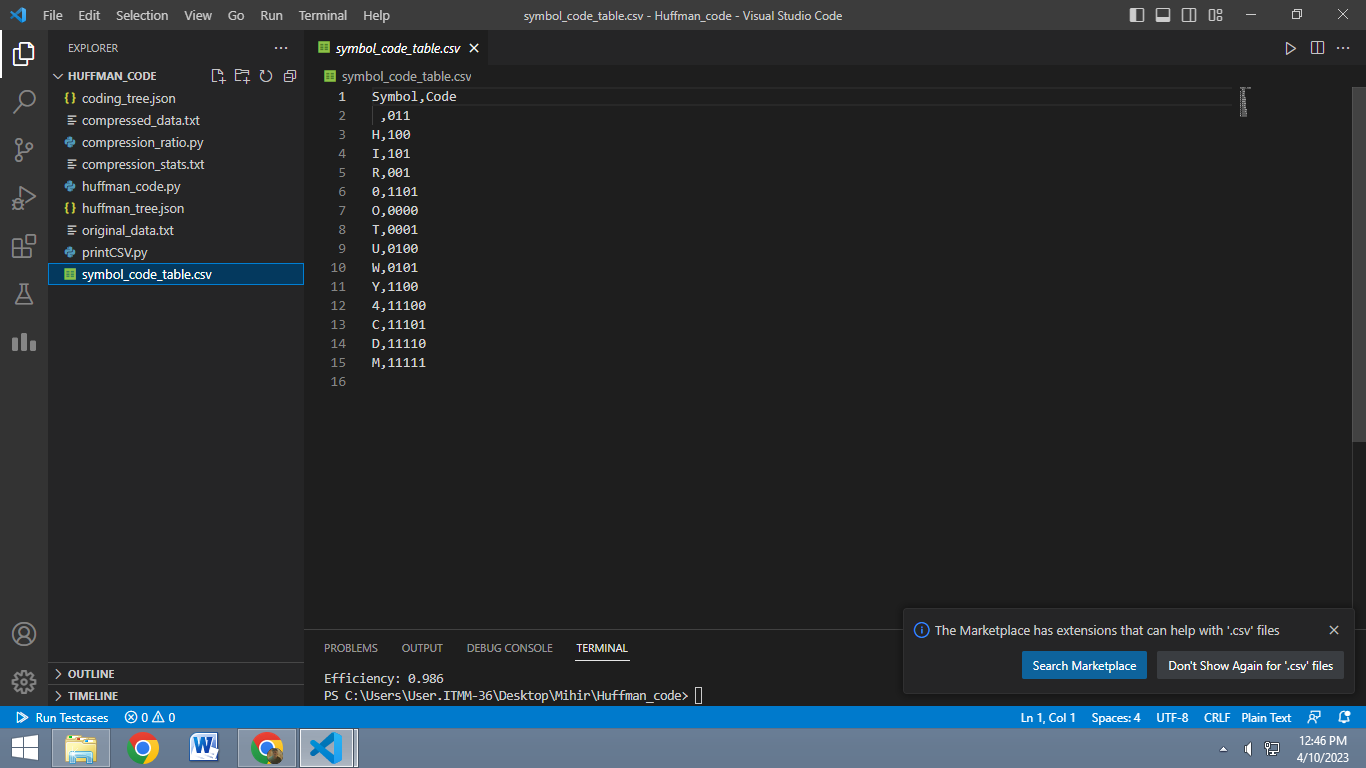 File Edit Selection View Go Run Terminal Help symbol_code_table.csv - Huffman_code - Visual Studio Code
EXPLORER
HUFFMAN_CODE
coding_tree.json
compressed_data.txt
compression_ratio.py
compression_stats.txt
huffman_code.py
huffman_tree.json
original_data.txt
printCSV.py
symbol_code_table.csv
OUTLINE
TIMELINE
symbol_code_table.csv
symbol_code_table.csv
1 Symbol,Code
2  ,011
3 H,100
4 I,101
5 R,001
6 0,1101
7 O,0000
8 T,0001
9 U,0100
10 W,0101
11 Y,1100
12 4,11100
13 C,11101
14 D,11110
15 M,11111
16
PROBLEMS OUTPUT DEBUG CONSOLE TERMINAL
Efficiency: 0.986
PS C:\Users\User.ITMM-36\Desktop\Mihir\Huffman_code>
The Marketplace has extensions that can help with '.csv' files
Search Marketplace Don't Show Again for '.csv' files
Run Testcases 0 0 Ln 1, Col 1 Spaces: 4 UTF-8 CRLF Plain Text
12:46 PM
4/10/2023